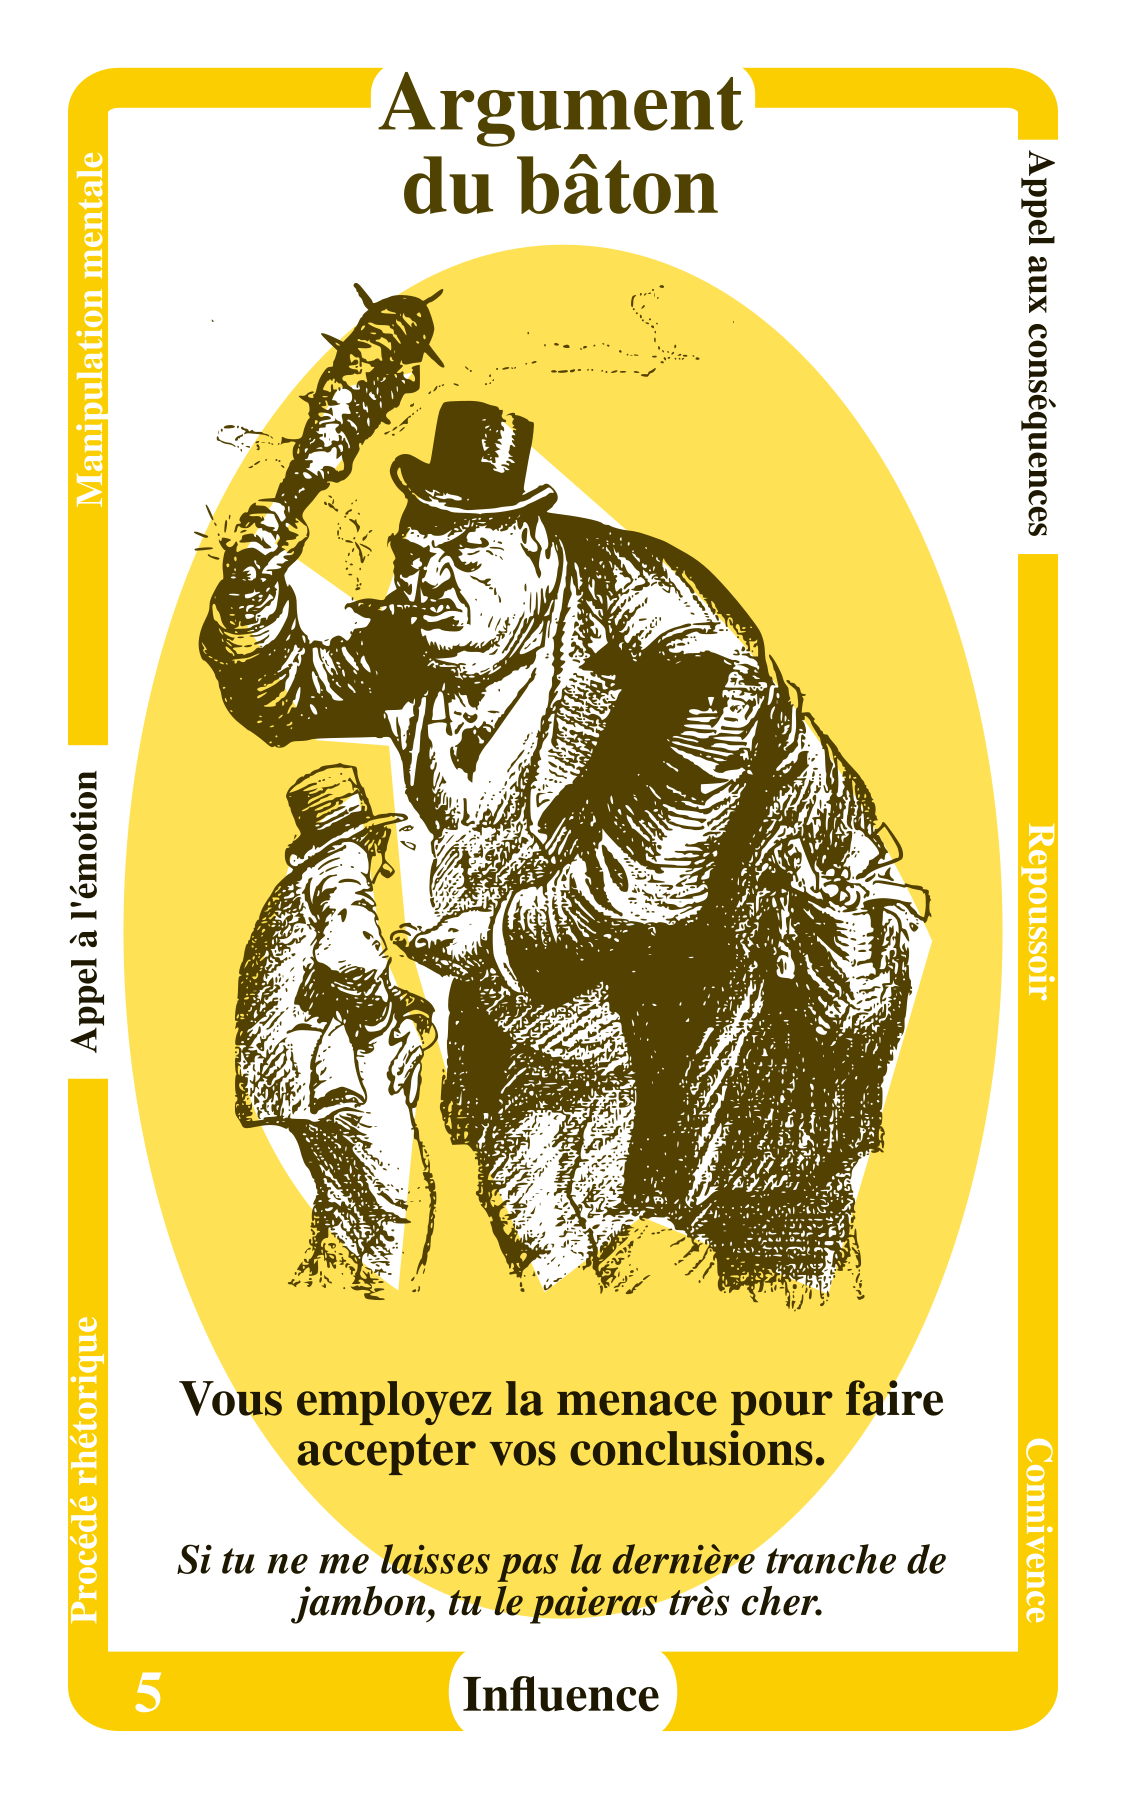 Argument
du bâton
Manipulation mentale
Appel à l'émotion
Procédé rhétorique
Appel aux conséquences
Repoussoir
Connivence
Vous employez la menace pour faire
accepter vos conclusions.
Si tu ne me laisses pas la dernière tranche de
jambon, tu le paieras très cher.
5
Influence